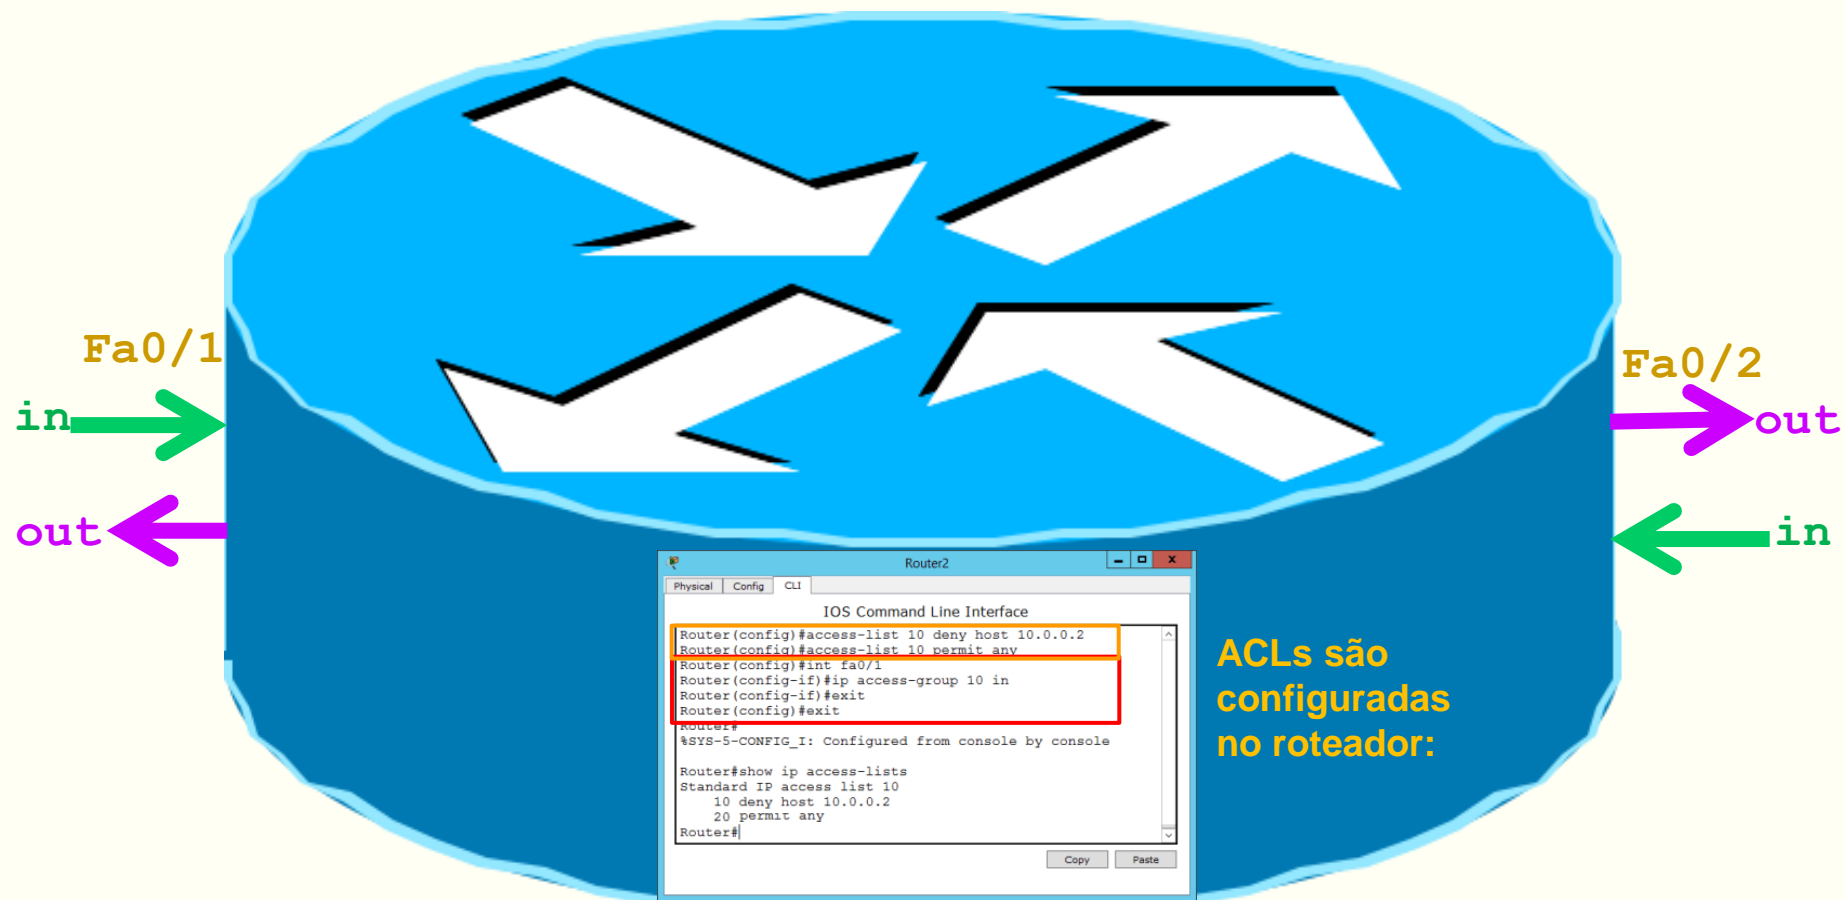 Fa0/1
in
out
Fa0/2
out
in
Router2
Physical Config CLI
IOS Command Line Interface
Router(config)#access-list 10 deny host 10.0.0.2
Router(config)#access-list 10 permit any
Router(config)#int fa0/1
Router(config-if)#ip access-group 10 in
Router(config-if)#exit
Router(config)#exit
Router#
%SYS-5-CONFIG_I: Configured from console by console
Router#show ip access-lists
Standard IP access list 10
10 deny host 10.0.0.2
20 permit any
Router#
Copy Paste
ACLs são
configuradas
no roteador: